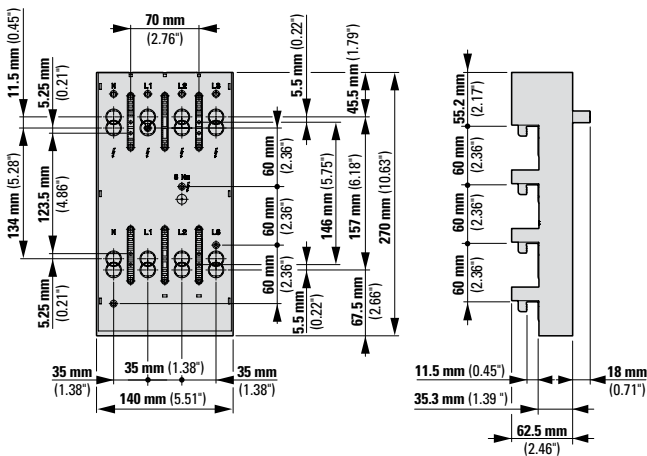 70 mm
(2.76")
11.5 mm
(0.45")
5.25 mm
(0.21")
134 mm (5.28")
123.5 mm
(4.86")
5.25 mm
(0.21")
N L1 L2 L3
N L1 L2 L3
5.5 mm
(0.22")
45.5 mm
(1.79")
60 mm
(2.36")
60 mm
(2.36")
60 mm
(2.36")
146 mm (5.75")
157 mm (6.18")
270 mm (10.63")
5.5 mm
(0.22")
67.5 mm
(2.66")
35 mm
(1.38")
35 mm (1.38")
35 mm
(1.38")
140 mm (5.51")
55.2 mm
(2.17")
60 mm
(2.36")
60 mm
(2.36")
60 mm
(2.36")
11.5 mm (0.45")
18 mm
(0.71")
35.3 mm (1.39 ")
62.5 mm
(2.46")